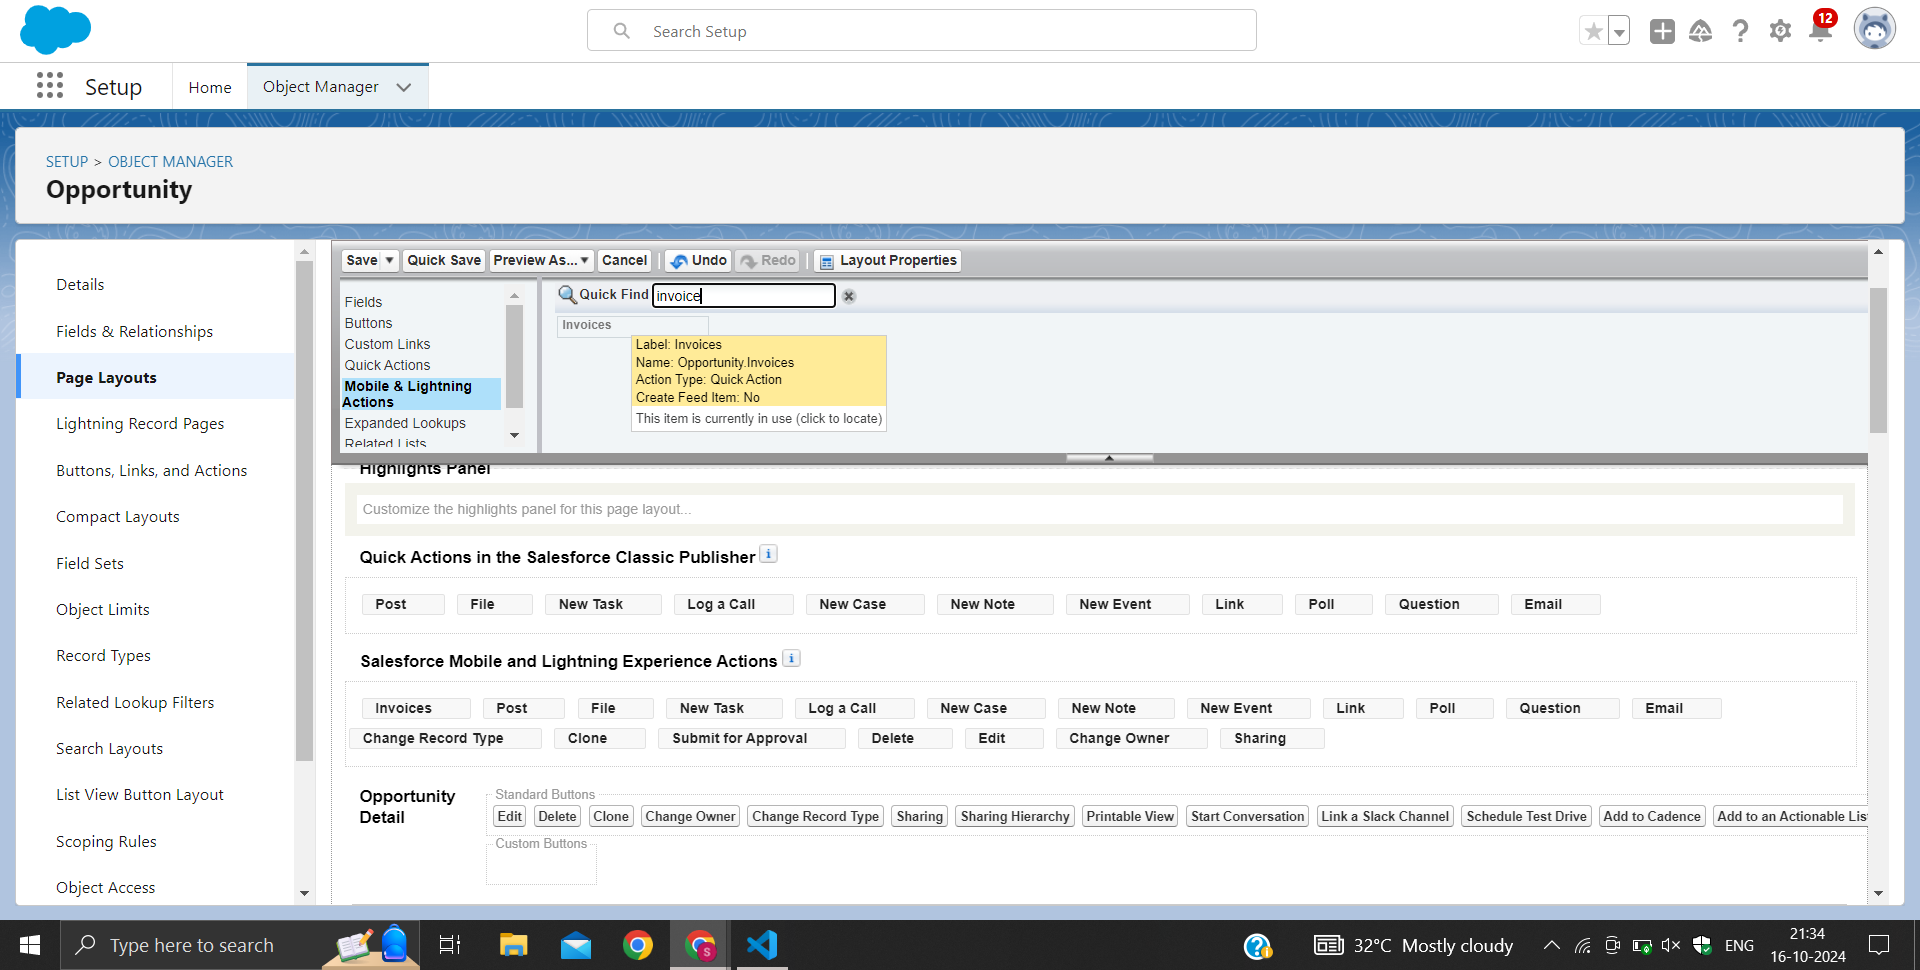 Search Setup
12
Setup
Home
Object Manager
SETUP > OBJECT MANAGER
Opportunity
Details
Fields & Relationships
Page Layouts
Lightning Record Pages
Buttons, Links, and Actions
Compact Layouts
Field Sets
Object Limits
Record Types
Related Lookup Filters
Search Layouts
List View Button Layout
Scoping Rules
Object Access
Save Quick Save Preview As... Cancel Undo Redo Layout Properties
Fields
Buttons
Custom Links
Quick Actions
Mobile & Lightning
Actions
Expanded Lookups
Related Lists
Quick Find invoice
Invoices
Label: Invoices
Name: Opportunity.Invoices
Action Type: Quick Action
Create Feed Item: No
This item is currently in use (click to locate)
Highlights Panel
Customize the highlights panel for this page layout...
Quick Actions in the Salesforce Classic Publisher i
Post File New Task Log a Call New Case New Note New Event Link Poll Question Email
Salesforce Mobile and Lightning Experience Actions i
Invoices Post File New Task Log a Call New Case New Note New Event Link Poll Question Email
Change Record Type Clone Submit for Approval Delete Edit Change Owner Sharing
Opportunity
Detail
Standard Buttons
Edit Delete Clone Change Owner Change Record Type Sharing Sharing Hierarchy Printable View Start Conversation Link a Slack Channel Schedule Test Drive Add to Cadence Add to an Actionable List
Custom Buttons
Type here to search
S
32°C Mostly cloudy
ENG
21:34
16-10-2024